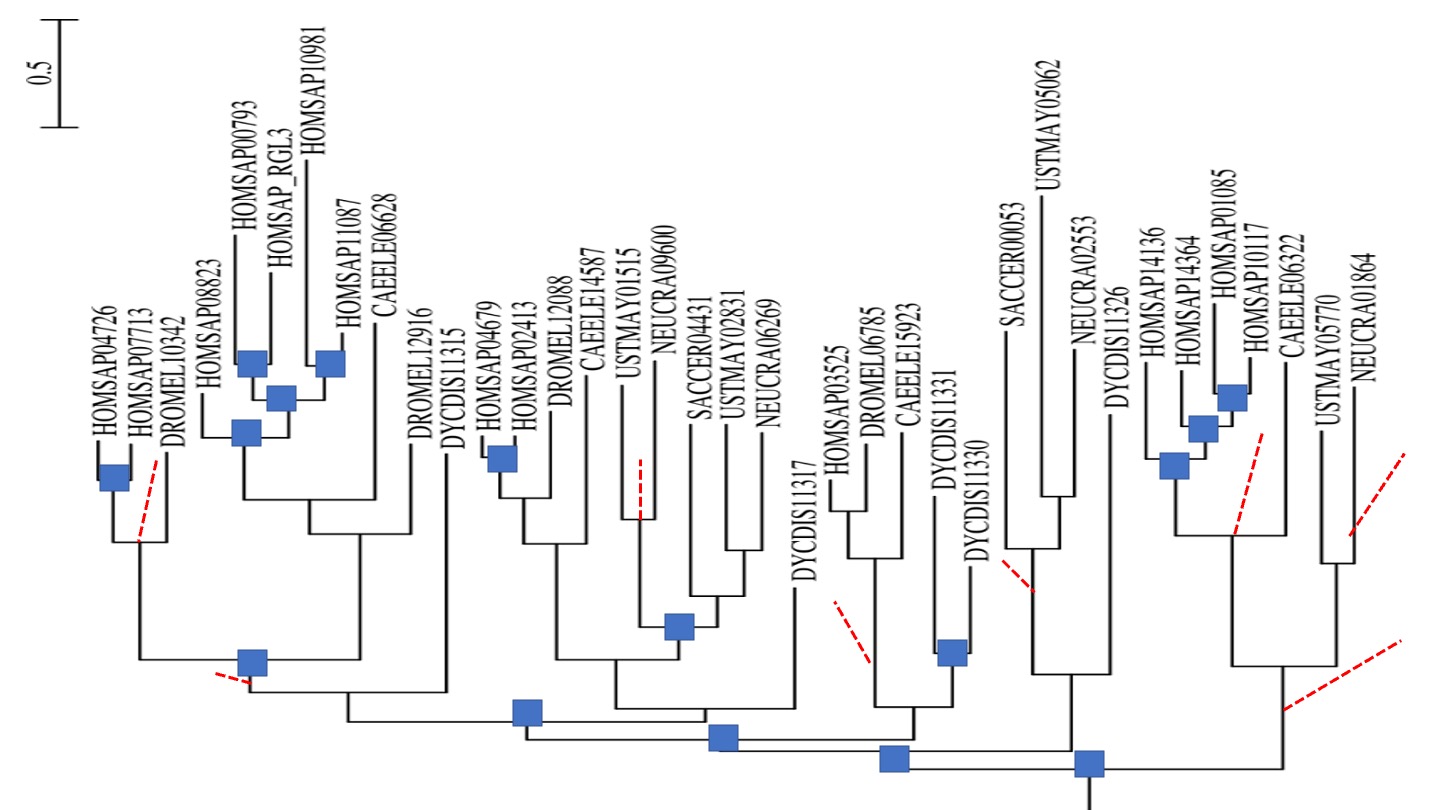 0.5
HOMSAP04726
HOMSAP07713
DROMEL10342
HOMSAP08823
HOMSAP00793
HOMSAP_RGL3
HOMSAP10981
HOMSAP11087
CAEELE06628
DROMEL12916
DYCDIS11315
HOMSAP04679
HOMSAP02413
DROMEL12088
CAEELE14587
USTMAY01515
NEUCRA09600
SACCER04431
USTMAY02831
NEUCRA06269
DYCDIS11317
HOMSAP03525
DROMEL06785
CAEELE15923
DYCDIS11331
DYCDIS11330
SACCER00053
USTMAY05062
NEUCRA02553
DYCDIS11326
HOMSAP14136
HOMSAP14364
HOMSAP01085
HOMSAP10117
CAEELE06322
USTMAY05770
NEUCRA01864